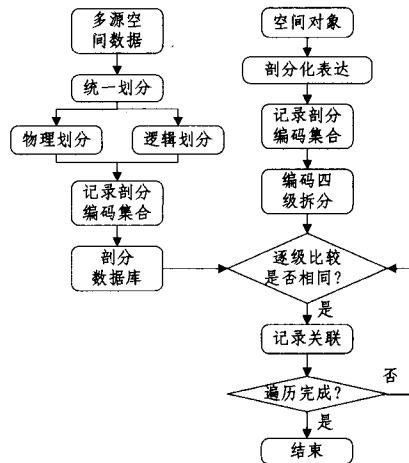 多源空
间数据
统一划分
物理划分
逻辑划分
记录剖分
编码集合
剖分
数据库
空间对象
剖分化表达
记录剖分
编码集合
编码四
级拆分
逐级比较
是否相同?
是
记录关联
遍历完成?
否
是
结束